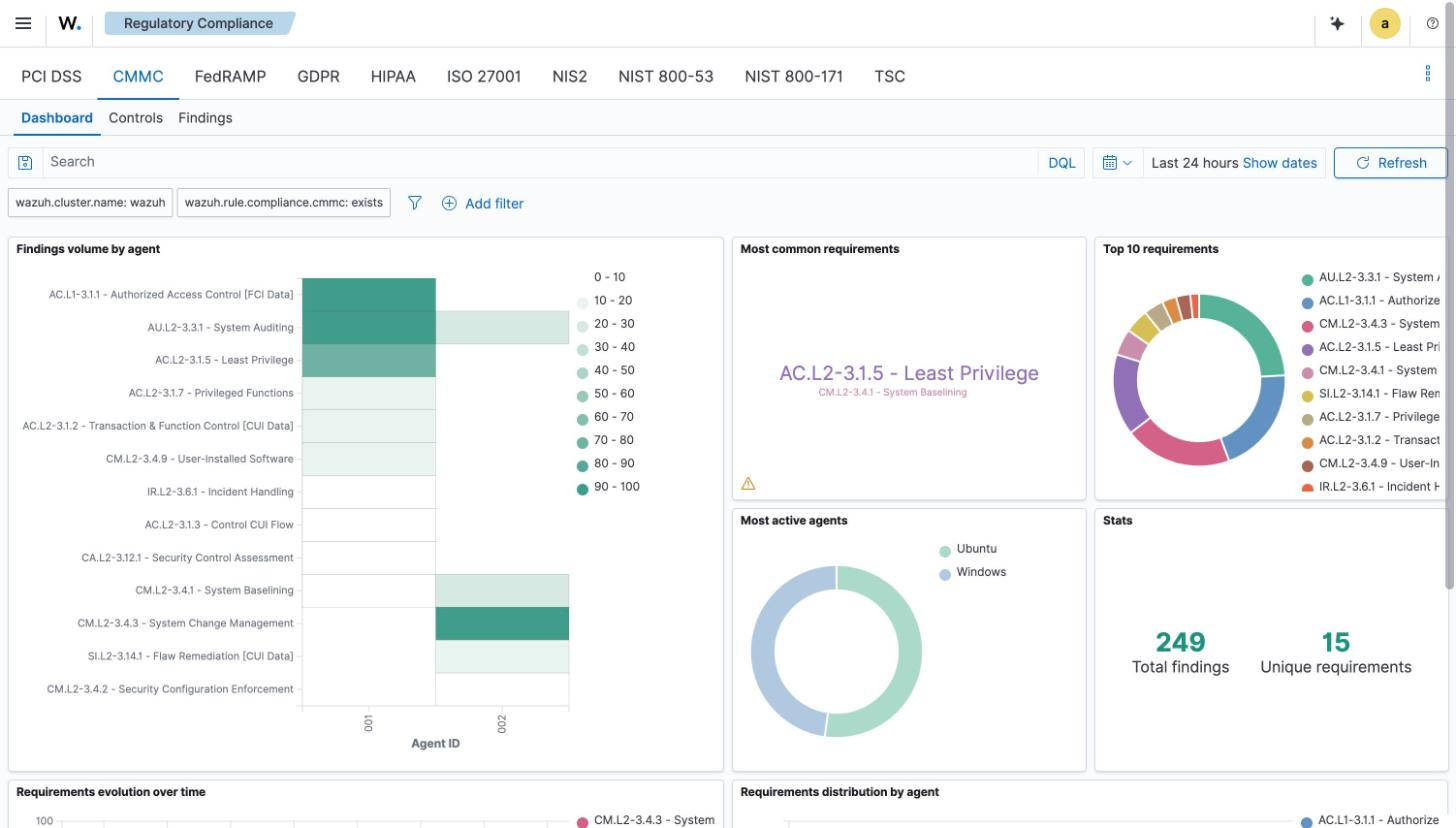 W.
Regulatory Compliance
a
PCI DSS
CMMC
FedRAMP
GDPR
HIPAA
ISO 27001
NIS2
NIST 800-53
NIST 800-171
TSC
Dashboard
Controls
Findings
Search
DQL
Last 24 hours Show dates
Refresh
wazuh.cluster.name: wazuh
wazuh.rule.compliance.cmmc: exists
Add filter
Findings volume by agent
AC.L1-3.1.1 - Authorized Access Control [FCI Data]
AU.L2-3.3.1 - System Auditing
AC.L2-3.1.5 - Least Privilege
AC.L2-3.1.7 - Privileged Functions
AC.L2-3.1.2 - Transaction & Function Control [CUI Data]
CM.L2-3.4.9 - User-Installed Software
IR.L2-3.6.1 - Incident Handling
AC.L2-3.1.3 - Control CUI Flow
CA.L2-3.12.1 - Security Control Assessment
CM.L2-3.4.1 - System Baselining
CM.L2-3.4.3 - System Change Management
SI.L2-3.14.1 - Flaw Remediation [CUI Data]
CM.L2-3.4.2 - Security Configuration Enforcement
001
002
Agent ID
0 - 10
10 - 20
20 - 30
30 - 40
40 - 50
50 - 60
60 - 70
70 - 80
80 - 90
90 - 100
Most common requirements
AC.L2-3.1.5 - Least Privilege
CM.L2-3.4.1 - System Baselining
Top 10 requirements
AU.L2-3.3.1 - System
AC.L1-3.1.1 - Authorize
CM.L2-3.4.3 - System
AC.L2-3.1.5 - Least Pri
CM.L2-3.4.1 - System
SI.L2-3.14.1 - Flaw Ren
AC.L2-3.1.7 - Privilege
AC.L2-3.1.2 - Transact
CM.L2-3.4.9 - User-In
IR.L2-3.6.1 - Incident H
Most active agents
Ubuntu
Windows
Stats
249
Total findings
15
Unique requirements
Requirements evolution over time
100
CM.L2-3.4.3 - System
Requirements distribution by agent
AC.L1-3.1.1 - Authorize